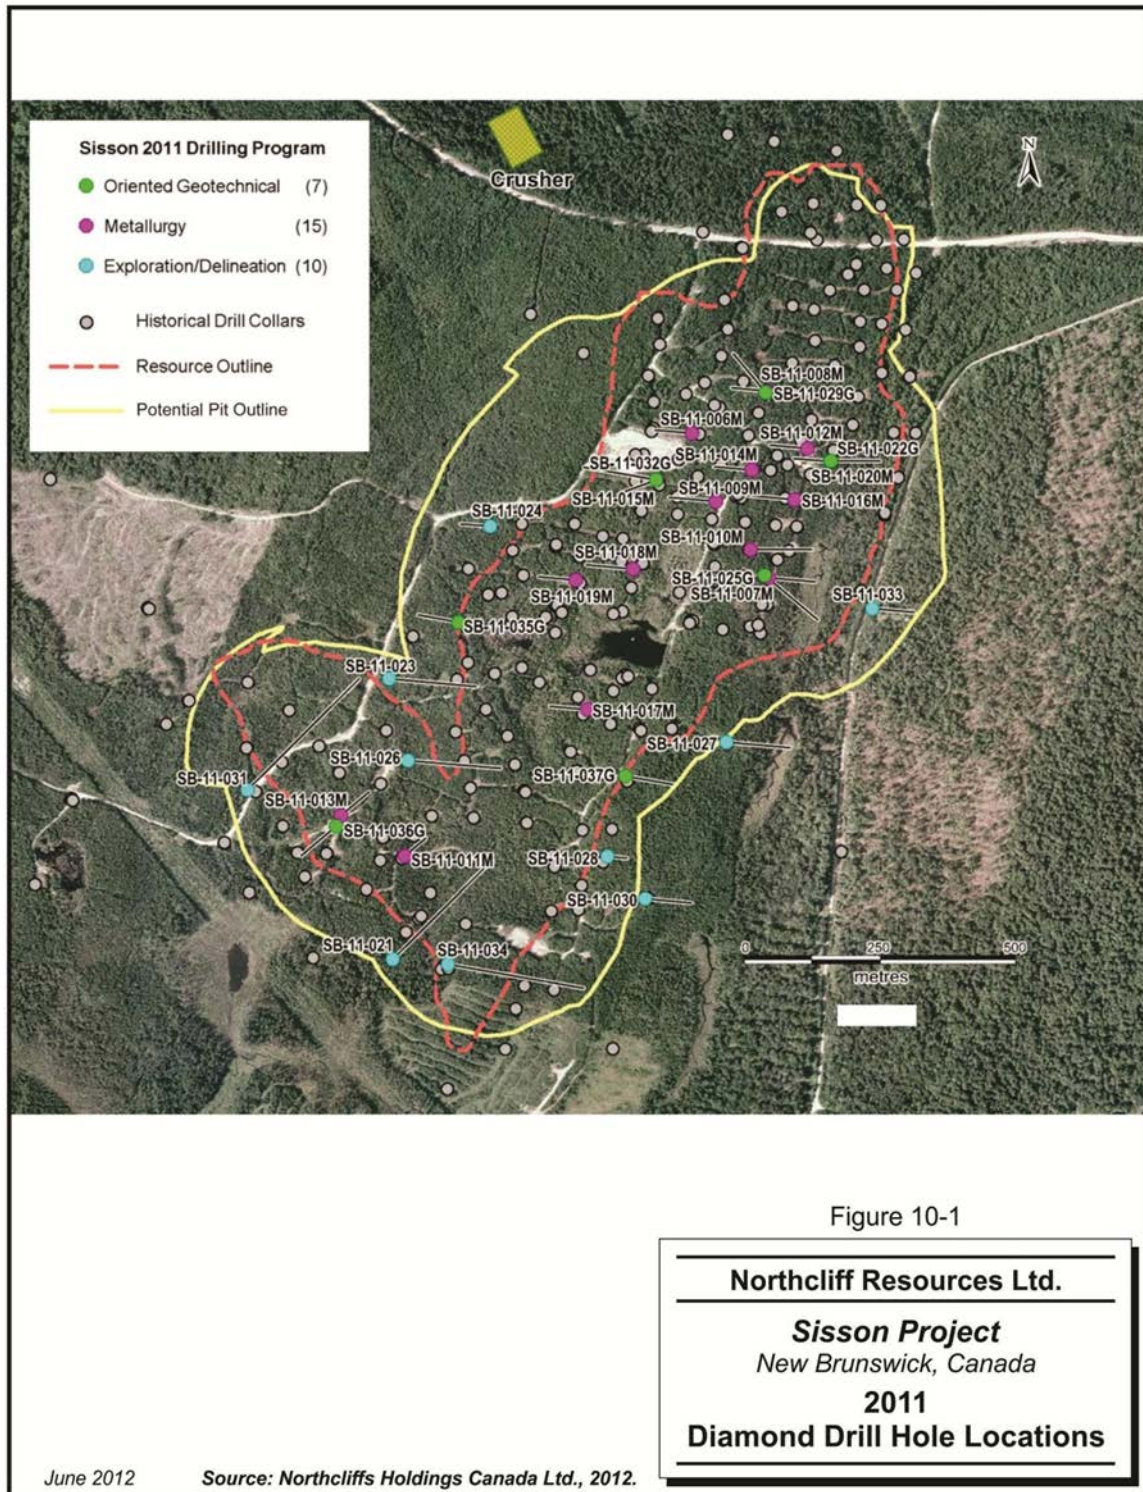 Sisson 2011 Drilling Program
Oriented Geotechnical (7)
Metallurgy (15)
Exploration/Delineation (10)
Historical Drill Collars
Resource Outline
Potential Pit Outline
Crusher
N
SB-11-008M
SB-11-029G
SB-11-006M
SB-11-012M
SB-11-022G
SB-11-014M
SB-11-032G
SB-11-020M
SB-11-009M
SB-11-015M
SB-11-016M
SB-11-024
SB-11-010M
SB-11-018M
SB-11-025G
SB-11-019M
SB-11-007M
SB-11-033
SB-11-035G
SB-11-023
SB-11-017M
SB-11-027
SB-11-026
SB-11-031
SB-11-037G
SB-11-013M
SB-11-036G
SB-11-011M
SB-11-028
SB-11-030
SB-11-021
SB-11-034
0 250 500
metres
Figure 10-1
Northcliff Resources Ltd.
Sisson Project
New Brunswick, Canada
2011
Diamond Drill Hole Locations
June 2012 Source: Northcliffs Holdings Canada Ltd., 2012.